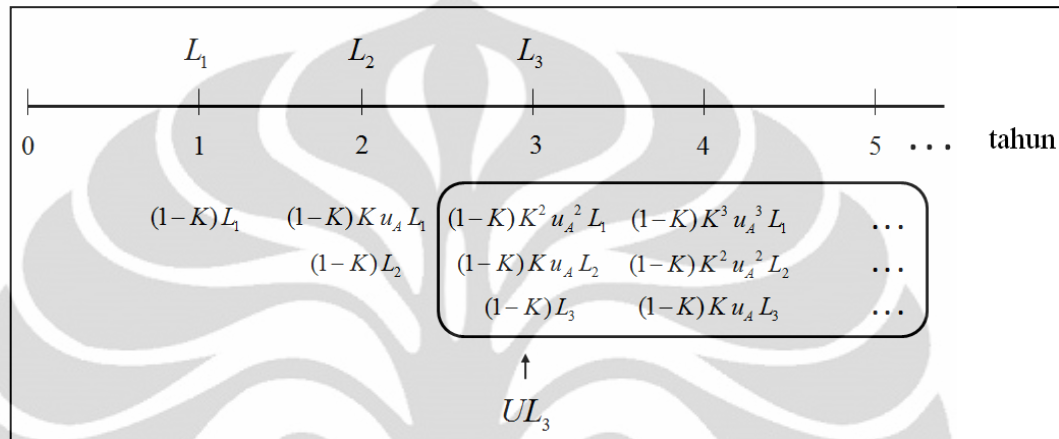 L₁ L₂ L₃
0 1 2 3 4 5 ... tahun
(1−K)L₁ (1−K)K u_A L₁ (1−K)K² u_A² L₁ (1−K)K³ u_A³ L₁ ...
(1−K)L₂ (1−K)K u_A L₂ (1−K)K² u_A² L₂ ...
(1−K)L₃ (1−K)K u_A L₃ ...
UL₃